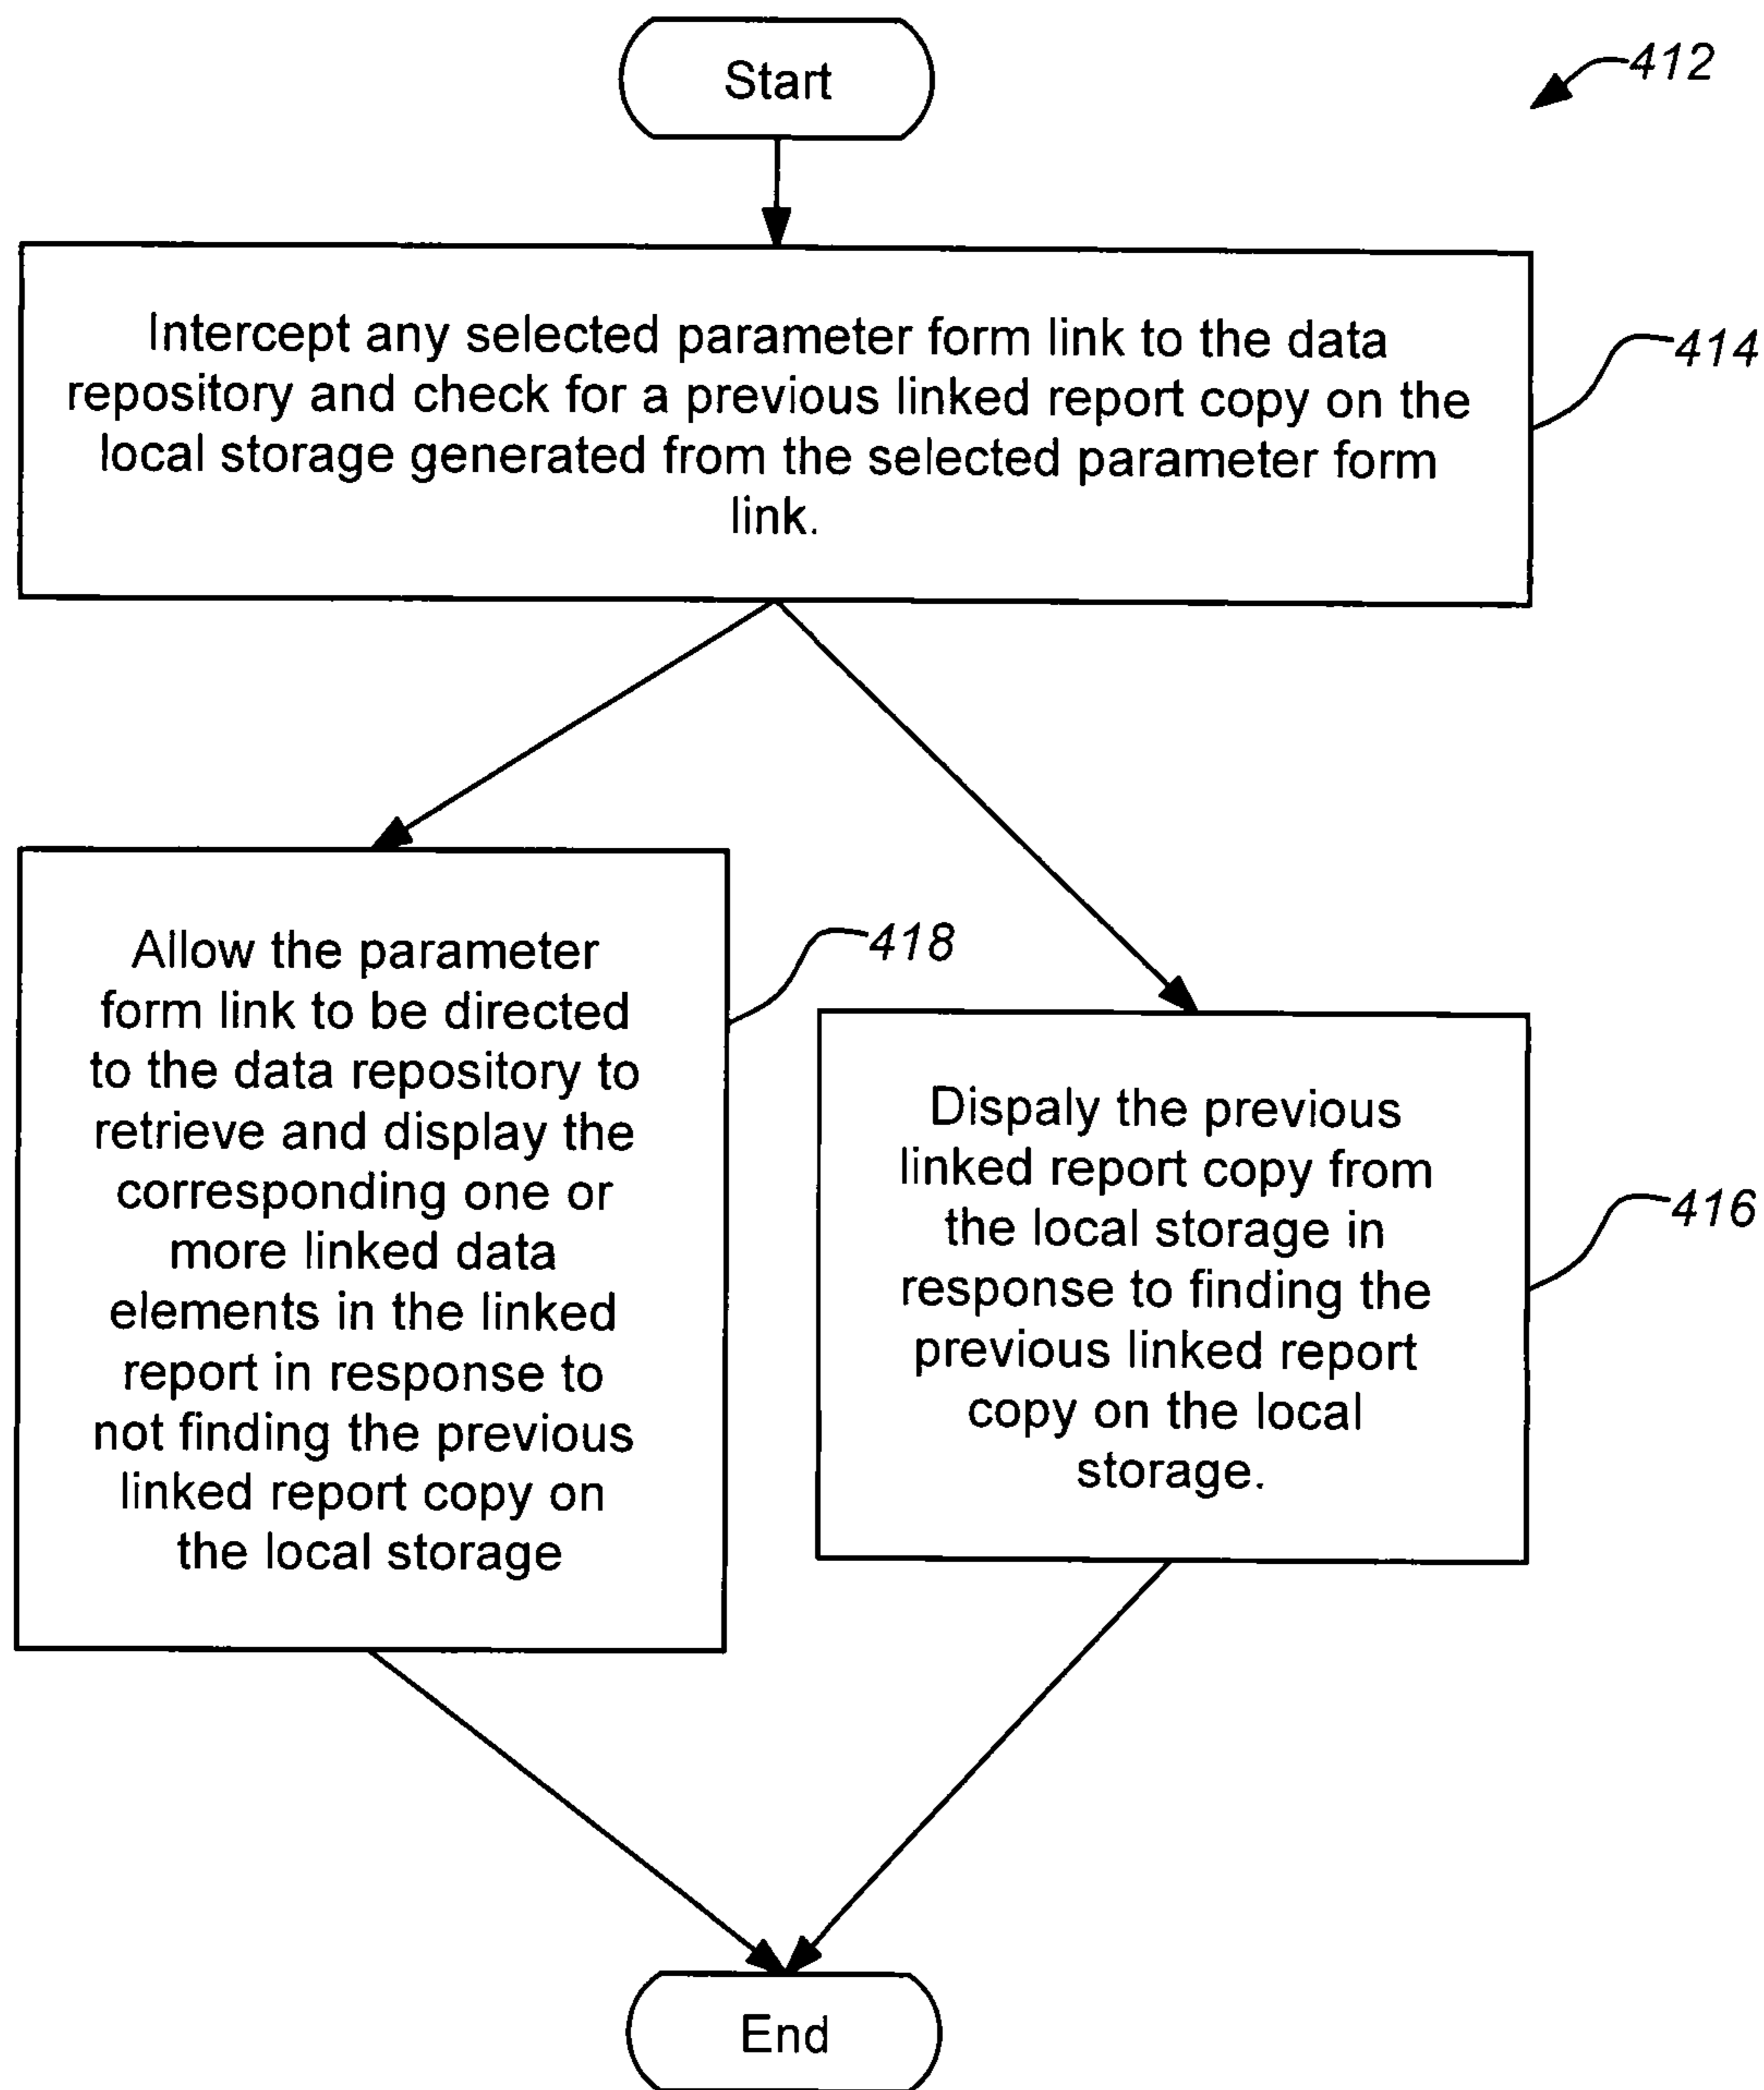 Start
412
Intercept any selected parameter form link to the data
repository and check for a previous linked report copy on the
local storage generated from the selected parameter form
link.
414
Allow the parameter
form link to be directed
to the data repository to
retrieve and display the
corresponding one or
more linked data
elements in the linked
report in response to
not finding the previous
linked report copy on
the local storage
418
Dispaly the previous
linked report copy from
the local storage in
response to finding the
previous linked report
copy on the local
storage.
416
End